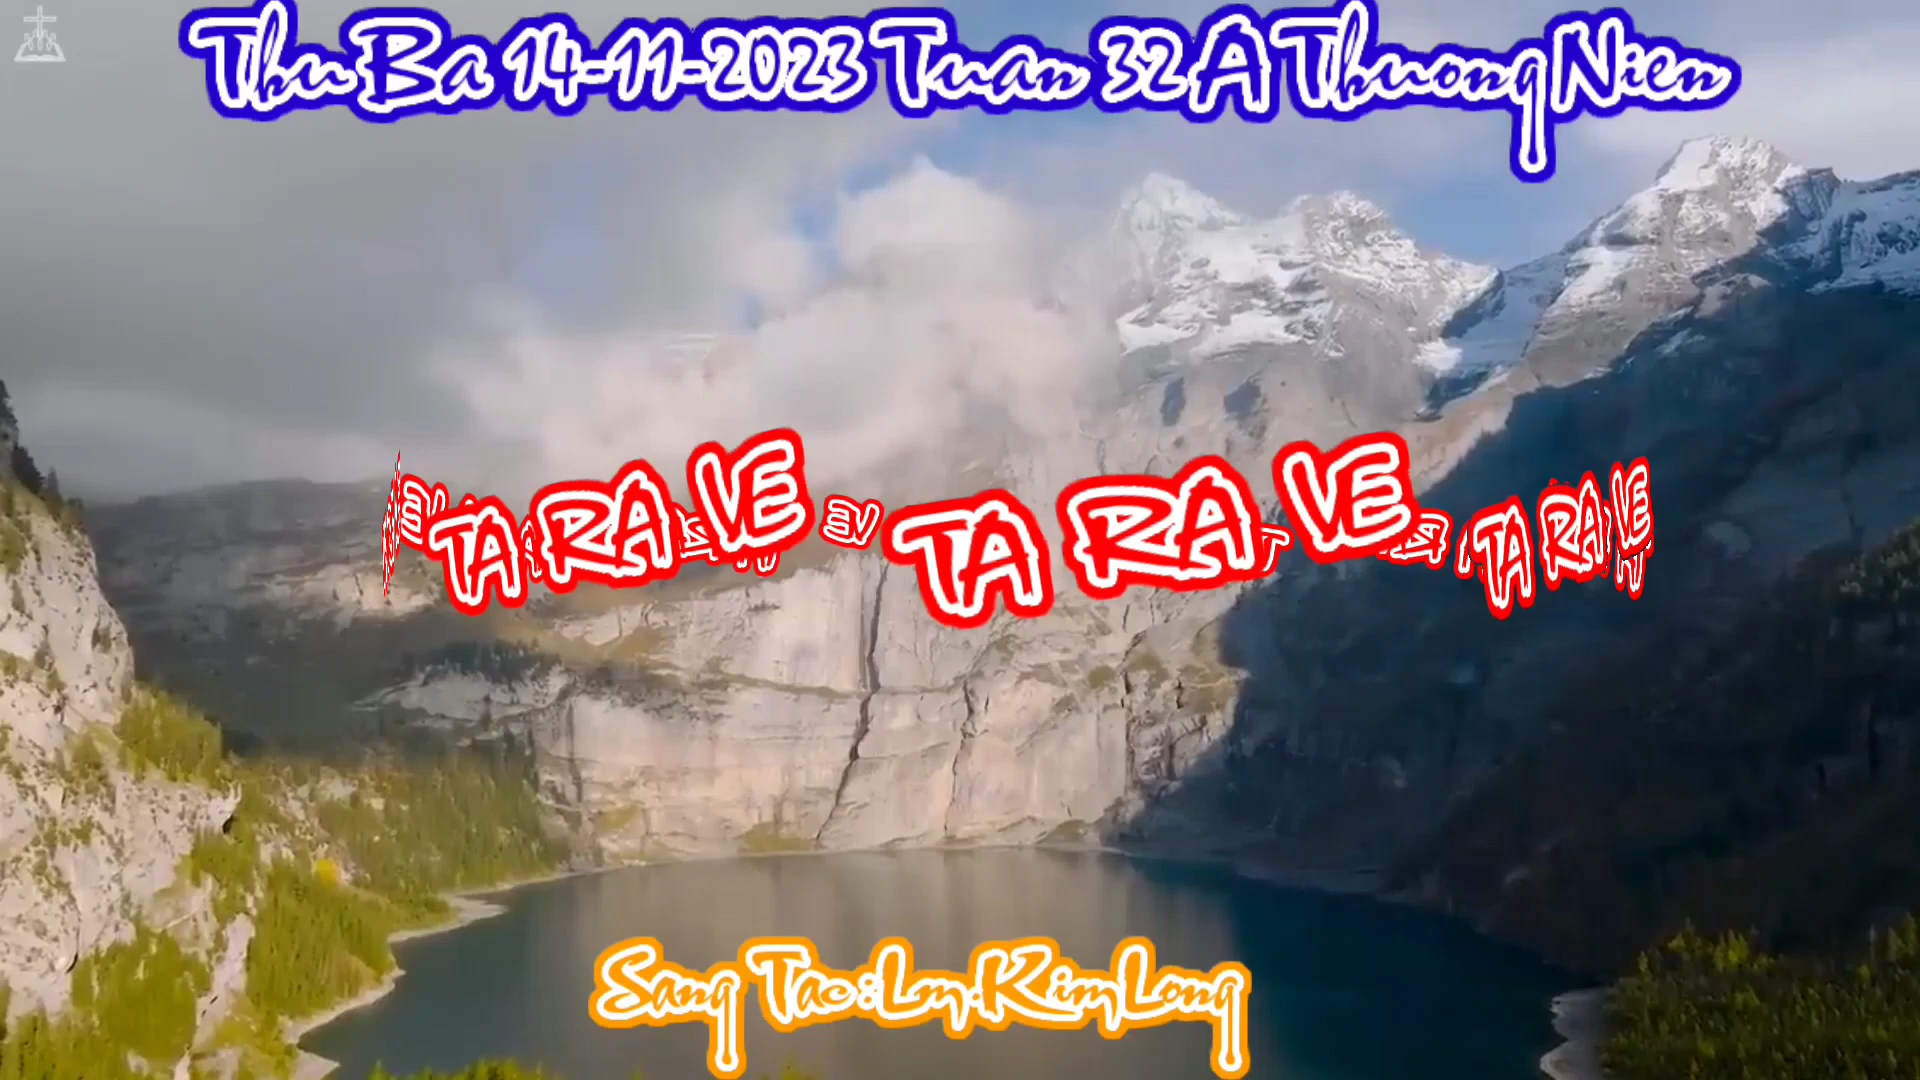 Thu Ba 14-11-2023 Tuan 32 A Thuong Nien
TA RA VE TA RA VE TA RA VE
Sang Tac : Lm. Kim Long